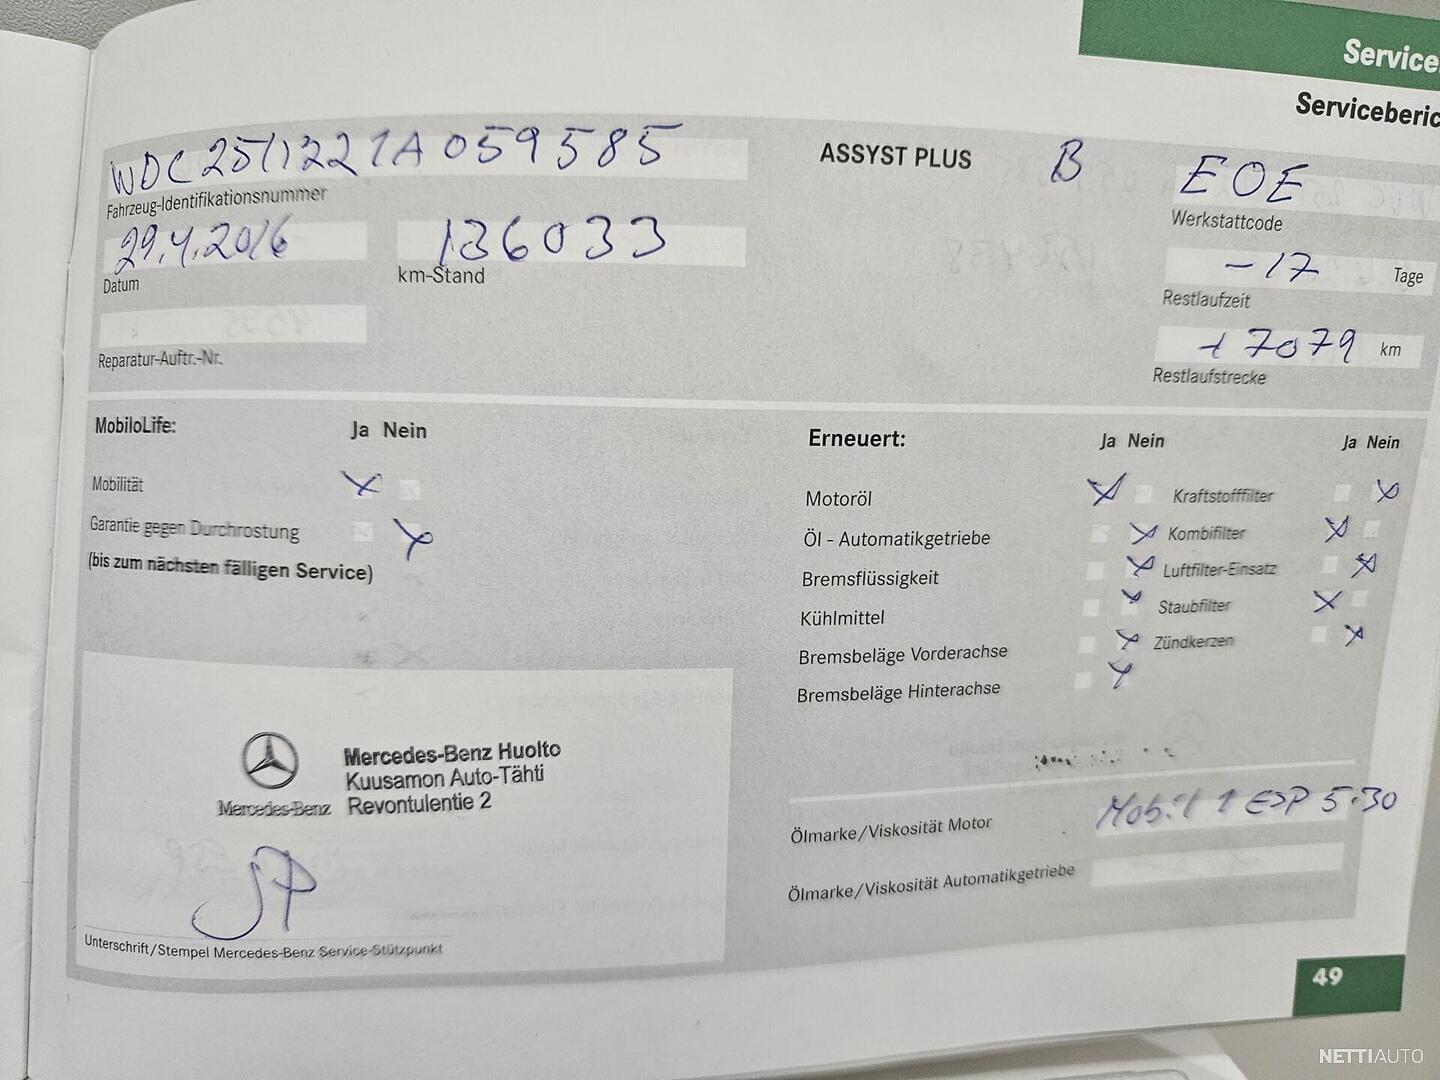 Service
Serviceberic
WDC2511221A059585
Fahrzeug-Identifikationsnummer
ASSYST PLUS B
EOE
Werkstattcode
29.4.2016
Datum
136033
km-Stand
-17 Tage
Restlaufzeit
Reparatur-Auftr.-Nr.
+7079 km
Restlaufstrecke
MobiloLife: Ja Nein
Mobilität
Garantie gegen Durchrostung
(bis zum nächsten fälligen Service)
Erneuert: Ja Nein Ja Nein
Motoröl Kraftstofffilter
Öl - Automatikgetriebe Kombifilter
Bremsflüssigkeit Luftfilter-Einsatz
Kühlmittel Staubfilter
Bremsbeläge Vorderachse Zündkerzen
Bremsbeläge Hinterachse
Mercedes-Benz
Mercedes-Benz Huolto
Kuusamon Auto-Tähti
Revontulentie 2
JP
Unterschrift/Stempel Mercedes-Benz Service-Stützpunkt
Ölmarke/Viskosität Motor Mobil 1 ESP 5-30
Ölmarke/Viskosität Automatikgetriebe
49
NETTIAUTO